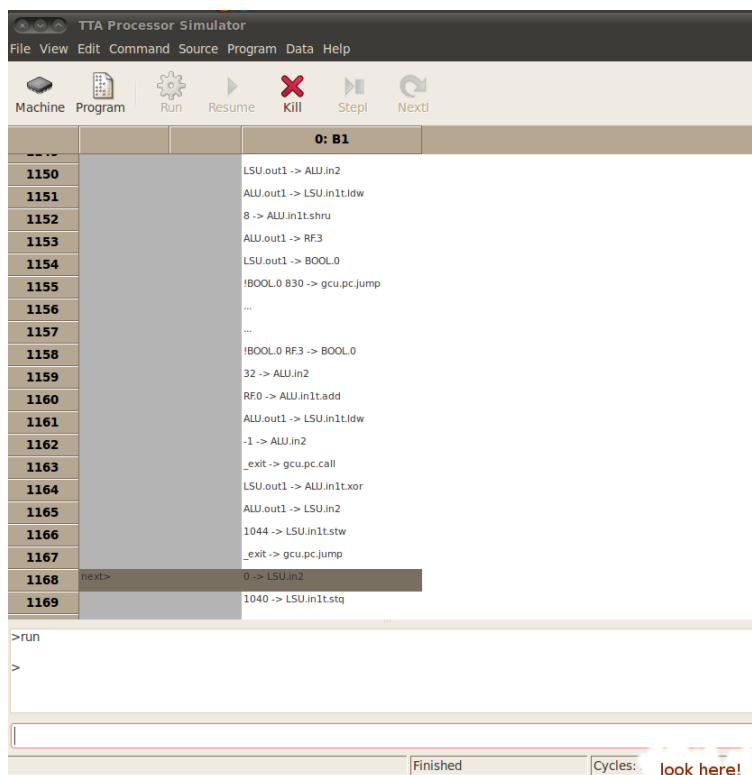 TTA Processor Simulator
File View Edit Command Source Program Data Help
Machine Program Run Resume Kill StepI NextI
0: B1
1150 LSU.out1 -> ALU.in2
1151 ALU.out1 -> LSU.in1t.ldw
1152 8 -> ALU.in1t.shru
1153 ALU.out1 -> RF.3
1154 LSU.out1 -> BOOL.0
1155 !BOOL.0 830 -> gcu.pc.jump
1156 ...
1157 ...
1158 !BOOL.0 RF.3 -> BOOL.0
1159 32 -> ALU.in2
1160 RF.0 -> ALU.in1t.add
1161 ALU.out1 -> LSU.in1t.ldw
1162 -1 -> ALU.in2
1163 _exit -> gcu.pc.call
1164 LSU.out1 -> ALU.in1t.xor
1165 ALU.out1 -> LSU.in2
1166 1044 -> LSU.in1t.stw
1167 _exit -> gcu.pc.jump
1168 next> 0 -> LSU.in2
1169 1040 -> LSU.in1t.stq
>run
>
Finished Cycles: look here!